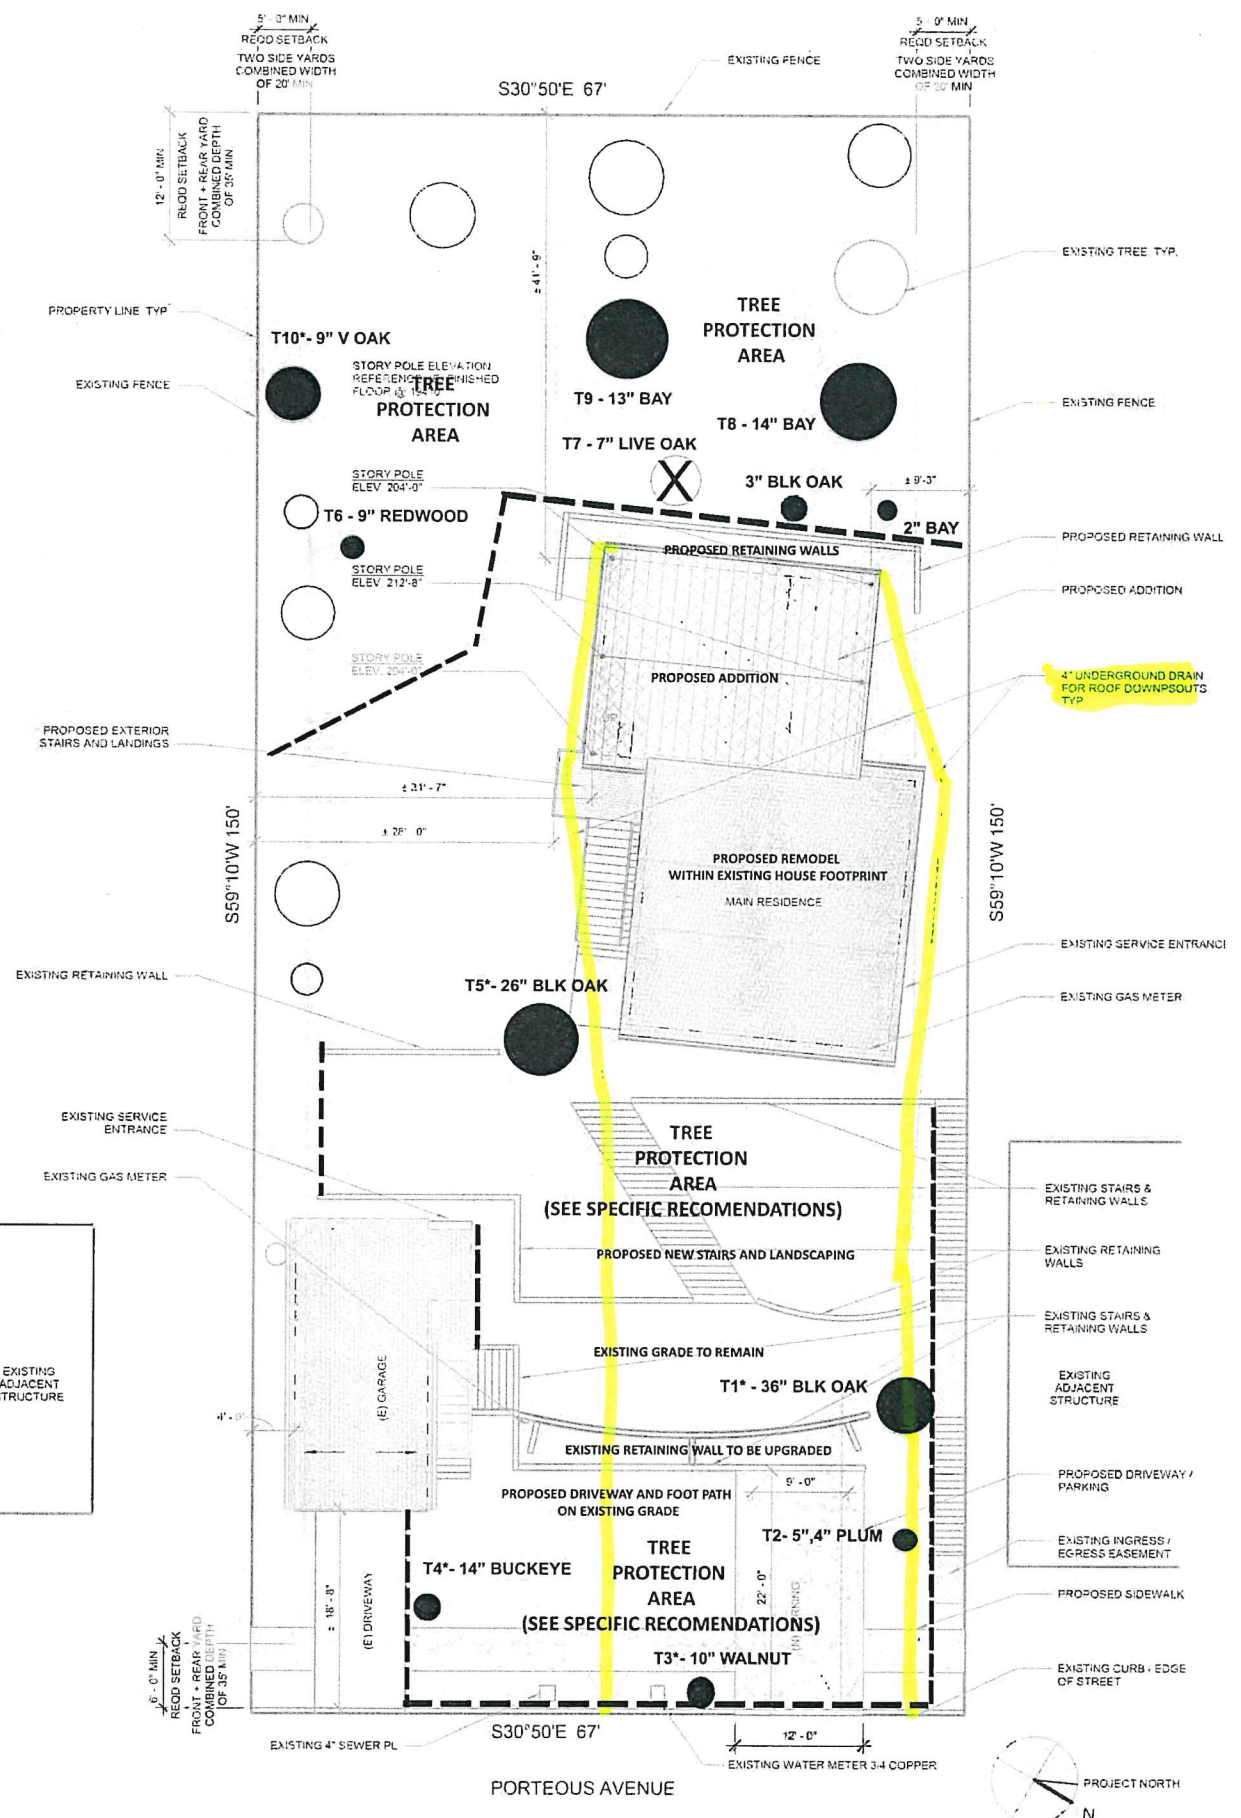 5' - 0" MIN
REQD SETBACK
TWO SIDE YARDS
COMBINED WIDTH
OF 20' MIN
S30°50'E 67'
EXISTING FENCE
5 - 0" MIN
REQD SETBACK
TWO SIDE YARDS
COMBINED WIDTH
OF 20' MIN
12' - 0" MIN
REQD SETBACK
FRONT + REAR YARD
COMBINED DEPTH
OF 35' MIN
± 41' - 9"
EXISTING TREE, TYP.
PROPERTY LINE TYP
T10*- 9" V OAK
EXISTING FENCE
STORY POLE ELEVATION
REFERENCE FINISHED
FLOOR @
TREE
PROTECTION
AREA
TREE
PROTECTION
AREA
T9 - 13" BAY
T8 - 14" BAY
EXISTING FENCE
T7 - 7" LIVE OAK
3" BLK OAK
± 9'-3"
2" BAY
STORY POLE
ELEV 204'-0"
T6 - 9" REDWOOD
PROPOSED RETAINING WALLS
PROPOSED RETAINING WALL
STORY POLE
ELEV 212'-8"
PROPOSED ADDITION
STORY POLE
ELEV. 204'-0"
PROPOSED ADDITION
4" UNDERGROUND DRAIN
FOR ROOF DOWNPSOUTS
TYP
PROPOSED EXTERIOR
STAIRS AND LANDINGS
± 31' - 7"
± 28' - 0"
S59°10'W 150'
S59°10'W 150'
PROPOSED REMODEL
WITHIN EXISTING HOUSE FOOTPRINT
MAIN RESIDENCE
EXISTING SERVICE ENTRANCI
EXISTING RETAINING WALL
T5*- 26" BLK OAK
EXISTING GAS METER
EXISTING SERVICE
ENTRANCE
EXISTING GAS METER
TREE
PROTECTION
AREA
(SEE SPECIFIC RECOMENDATIONS)
EXISTING STAIRS &
RETAINING WALLS
PROPOSED NEW STAIRS AND LANDSCAPING
EXISTING RETAINING
WALLS
EXISTING STAIRS &
RETAINING WALLS
EXISTING GRADE TO REMAIN
EXISTING
ADJACENT
STRUCTURE
(E) GARAGE
T1* - 36" BLK OAK
EXISTING
ADJACENT
STRUCTURE
4' - 0"
EXISTING RETAINING WALL TO BE UPGRADED
PROPOSED DRIVEWAY /
PARKING
9' - 0"
PROPOSED DRIVEWAY AND FOOT PATH
ON EXISTING GRADE
T2- 5",4" PLUM
EXISTING INGRESS /
EGRESS EASEMENT
TREE
PROTECTION
AREA
(SEE SPECIFIC RECOMENDATIONS)
T4*- 14" BUCKEYE
22' - 0"
(N) PARKING
PROPOSED SIDEWALK
± 18' - 8"
(E) DRIVEWAY
6' - 0" MIN
REQD SETBACK
FRONT + REAR YARD
COMBINED DEPTH
OF 35' MIN
T3*- 10" WALNUT
EXISTING CURB - EDGE
OF STREET
EXISTING 4" SEWER PL
S30°50'E 67'
12' - 0"
EXISTING WATER METER 3/4 COPPER
PORTEOUS AVENUE
PROJECT NORTH
N